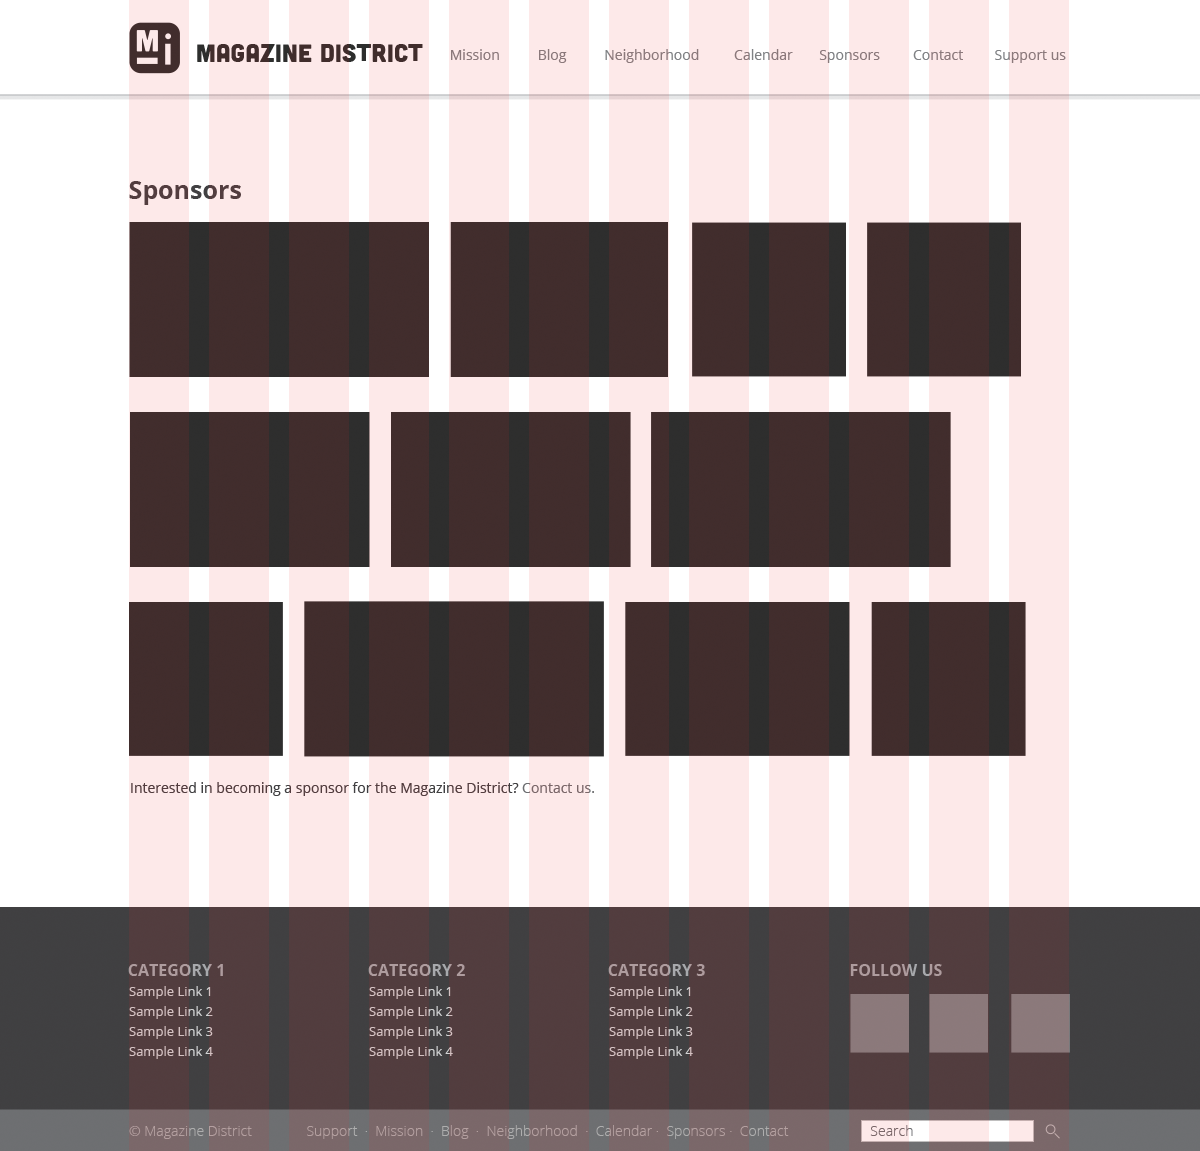 Mi MAGAZINE DISTRICT Mission Blog Neighborhood Calendar Sponsors Contact Support us
Sponsors
Interested in becoming a sponsor for the Magazine District? Contact us.
CATEGORY 1
Sample Link 1
Sample Link 2
Sample Link 3
Sample Link 4
CATEGORY 2
Sample Link 1
Sample Link 2
Sample Link 3
Sample Link 4
CATEGORY 3
Sample Link 1
Sample Link 2
Sample Link 3
Sample Link 4
FOLLOW US
© Magazine District Support · Mission · Blog · Neighborhood · Calendar · Sponsors · Contact Search